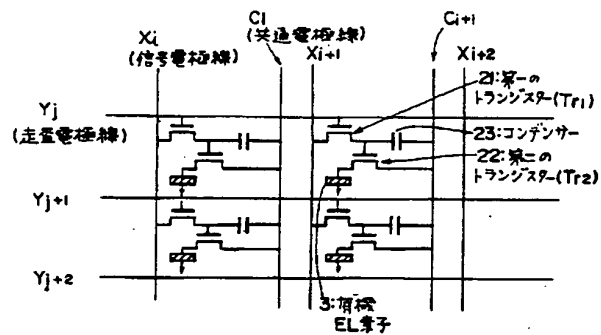 Xi
(信号電極線)
Ci
(共通電極線)
Xi+1
Ci+1
Xi+2
Yj
(走査電極線)
21:第一の
トランジスター(Tr1)
23:コンデンサー
22:第二の
トランジスター(Tr2)
Yj+1
Yj+2
3:有機
EL素子